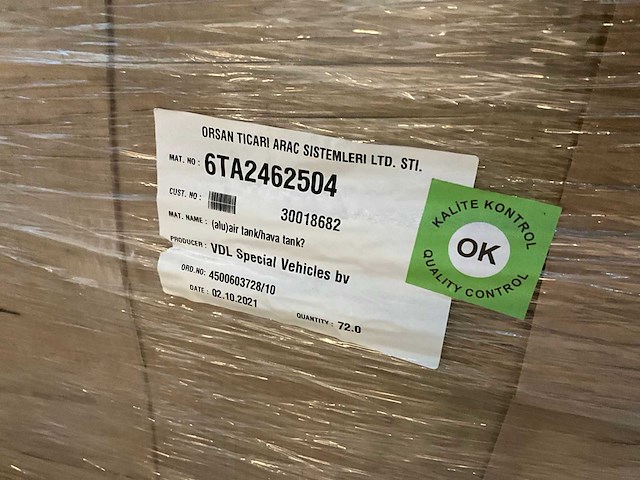 ORSAN TICARI ARAC SISTEMLERI LTD. STI.
MAT. NO : 6TA2462504
CUST. NO : 30018682
MAT. NAME : (alu)air tank/hava tank?
PRODUCER : VDL Special Vehicles bv
ORD.NO: 4500603728/10
DATE : 02.10.2021
QUANTITY : 72.0
KALİTE KONTROL
OK
QUALITY CONTROL